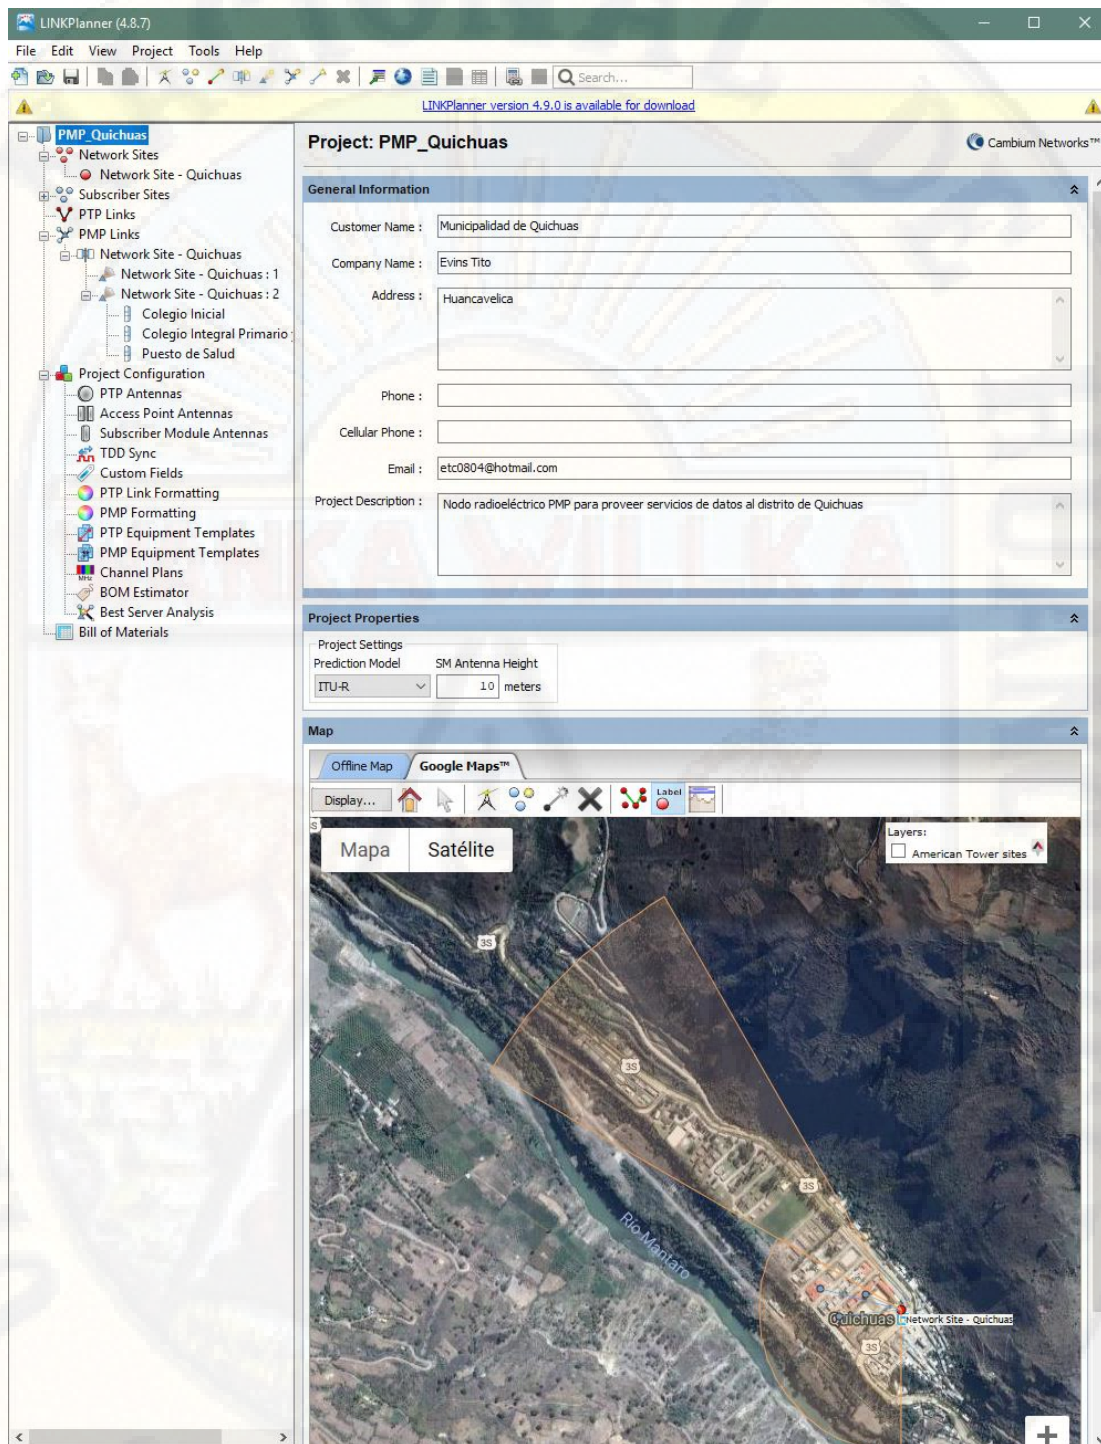 LINKPlanner (4.8.7)
File Edit View Project Tools Help
Search...
LINKPlanner version 4.9.0 is available for download
PMP_Quichuas
Network Sites
Network Site - Quichuas
Subscriber Sites
PTP Links
PMP Links
Network Site - Quichuas
Network Site - Quichuas : 1
Network Site - Quichuas : 2
Colegio Inicial
Colegio Integral Primario
Puesto de Salud
Project Configuration
PTP Antennas
Access Point Antennas
Subscriber Module Antennas
TDD Sync
Custom Fields
PTP Link Formatting
PMP Formatting
PTP Equipment Templates
PMP Equipment Templates
Channel Plans
BOM Estimator
Best Server Analysis
Bill of Materials
Project: PMP_Quichuas
Cambium Networks™
General Information
Customer Name : Municipalidad de Quichuas
Company Name : Evins Tito
Address : Huancavelica
Phone :
Cellular Phone :
Email : etc0804@hotmail.com
Project Description : Nodo radioeléctrico PMP para proveer servicios de datos al distrito de Quichuas
Project Properties
Project Settings
Prediction Model SM Antenna Height
ITU-R 10 meters
Map
Offline Map Google Maps™
Display... Label
S
Mapa Satélite
Layers:
American Tower sites
3S
3S
3S
Río Mantaro
Quichuas Network Site - Quichuas
3S
+